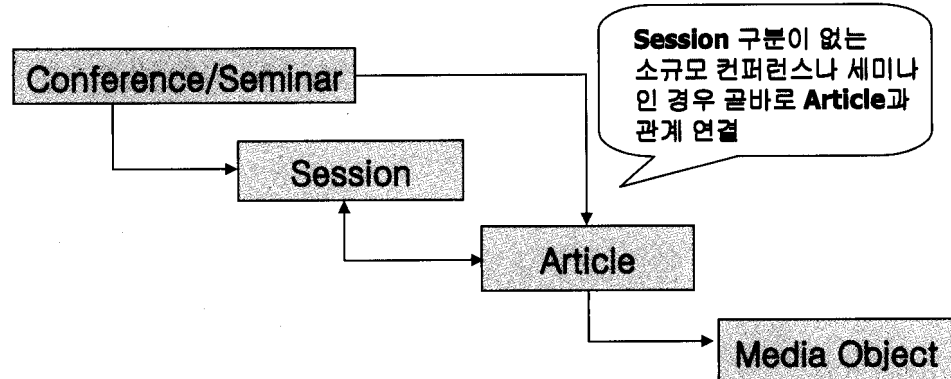 Conference/Seminar
Session 구분이 없는
소규모 컨퍼런스나 세미나
인 경우 곧바로 Article과
관계 연결
Session
Article
Media Object